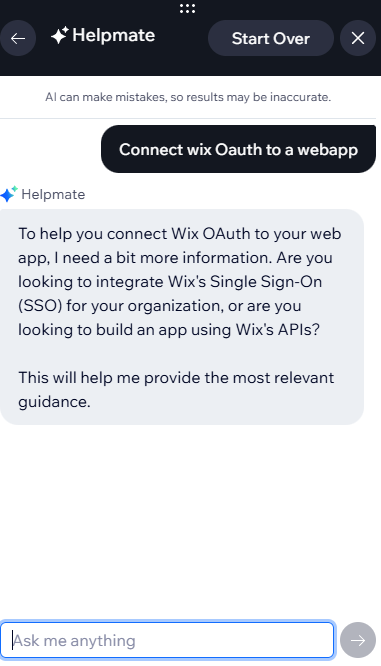 Helpmate
Start Over
AI can make mistakes, so results may be inaccurate.
Connect wix Oauth to a webapp
Helpmate
To help you connect Wix OAuth to your web
app, I need a bit more information. Are you
looking to integrate Wix's Single Sign-On
(SSO) for your organization, or are you
looking to build an app using Wix's APIs?
This will help me provide the most relevant
guidance.
Ask me anything